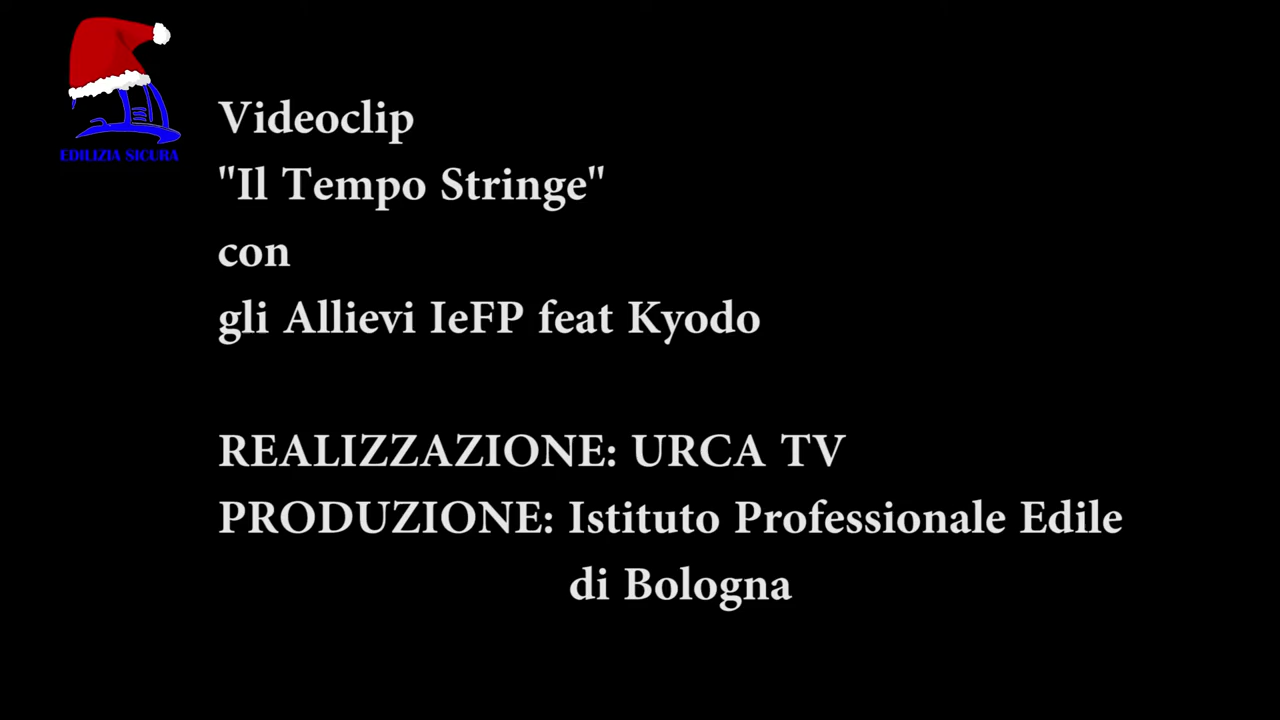 EDILIZIA SICURA
Videoclip
"Il Tempo Stringe"
con
gli Allievi IeFP feat Kyodo
REALIZZAZIONE: URCA TV
PRODUZIONE: Istituto Professionale Edile
di Bologna